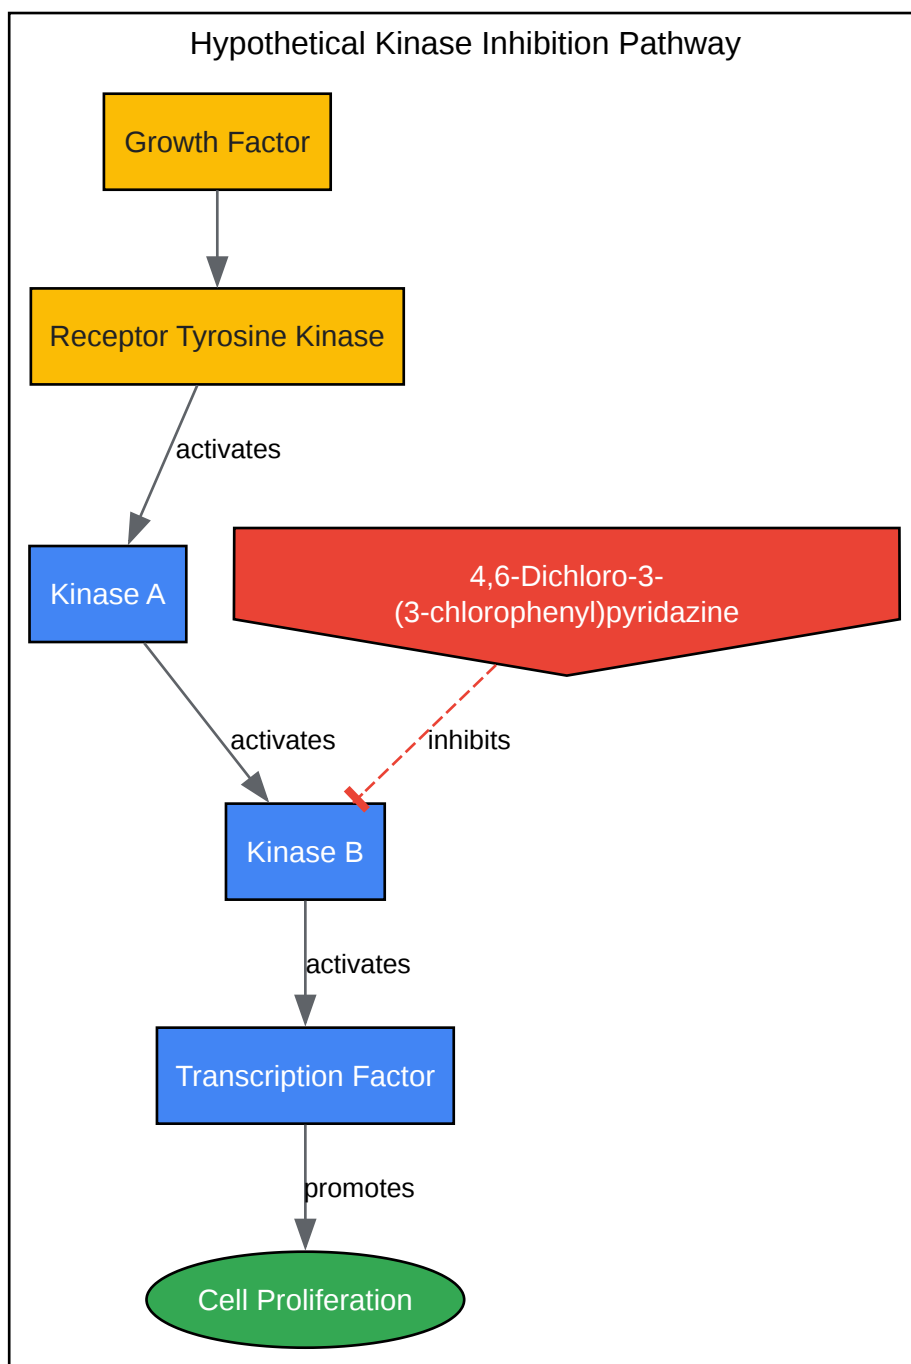 Hypothetical Kinase Inhibition Pathway
Growth Factor
Receptor Tyrosine Kinase
activates
Kinase A
4,6-Dichloro-3-
(3-chlorophenyl)pyridazine
activates
inhibits
Kinase B
activates
Transcription Factor
promotes
Cell Proliferation